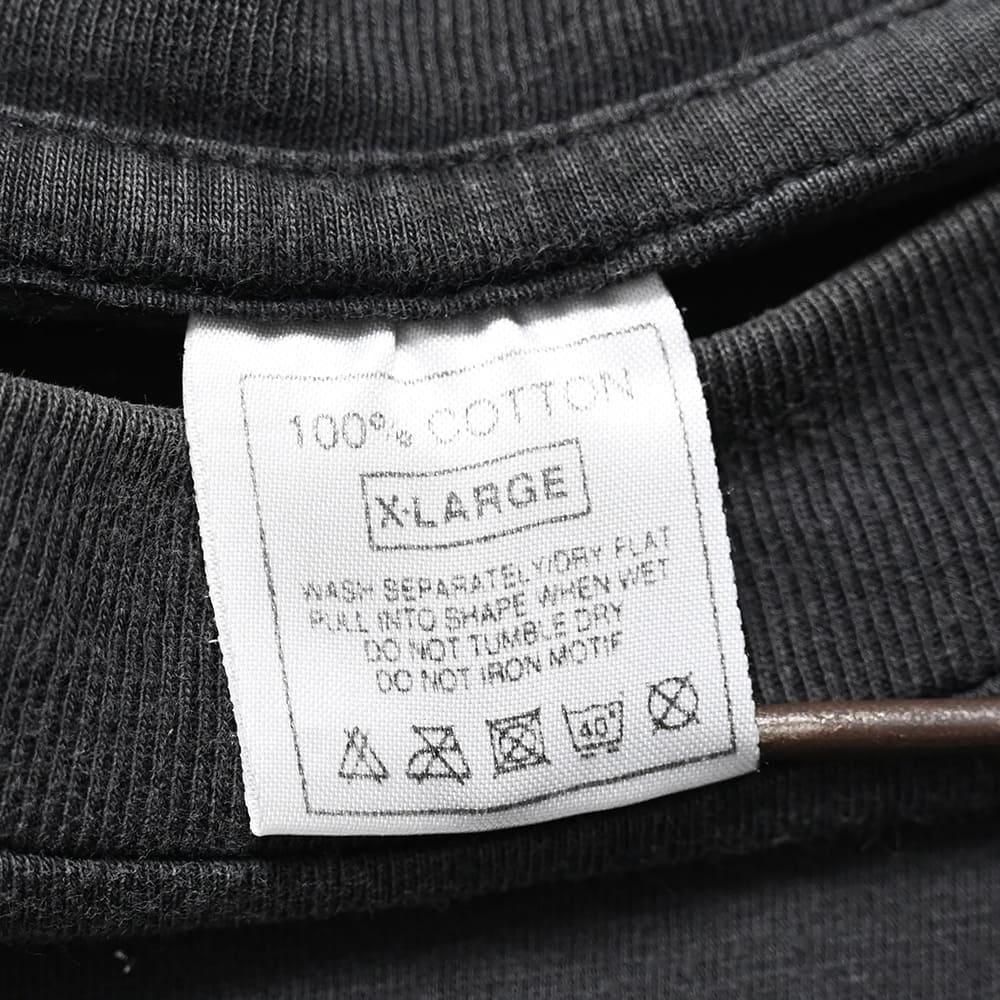 100% COTTON
X-LARGE
WASH SEPARATELY/DRY FLAT
PULL INTO SHAPE WHEN WET
DO NOT TUMBLE DRY
DO NOT IRON MOTIF
40°